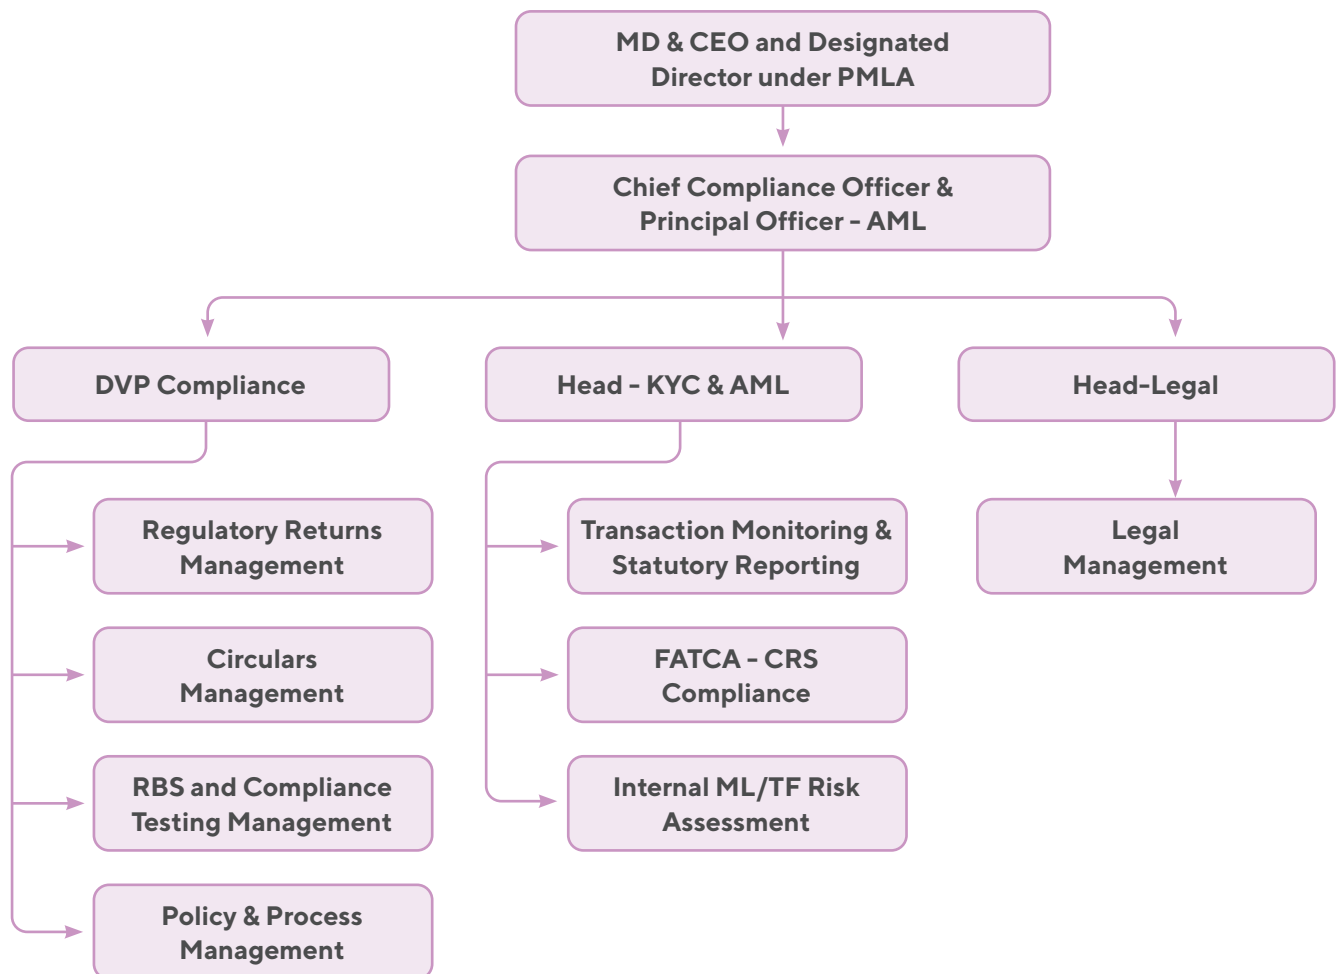 MD & CEO and Designated
Director under PMLA
Chief Compliance Officer &
Principal Officer - AML
DVP Compliance
Head - KYC & AML
Head-Legal
Regulatory Returns
Management
Circulars
Management
RBS and Compliance
Testing Management
Policy & Process
Management
Transaction Monitoring &
Statutory Reporting
FATCA - CRS
Compliance
Internal ML/TF Risk
Assessment
Legal
Management